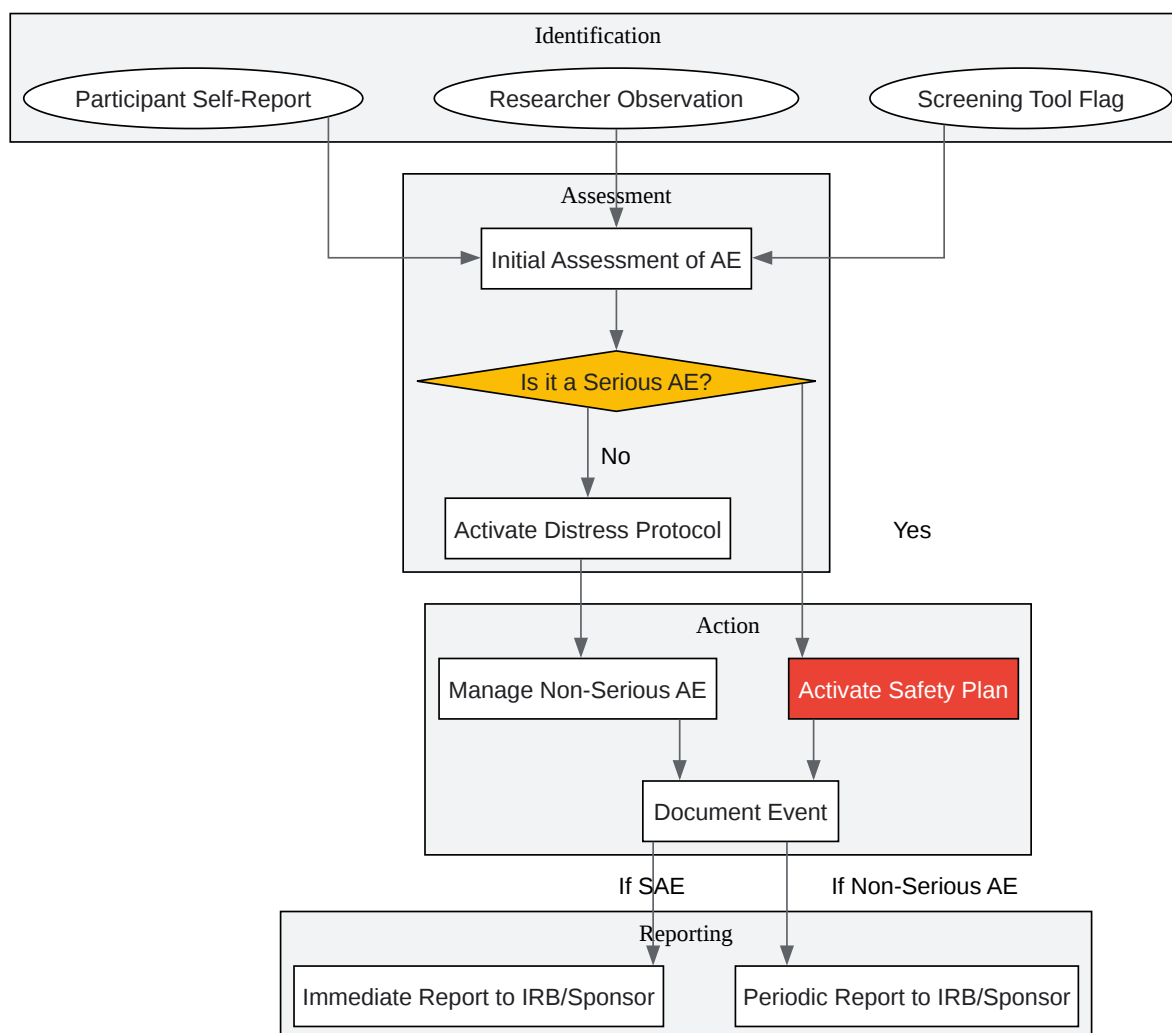 Identification
Participant Self-Report
Researcher Observation
Screening Tool Flag
Assessment
Initial Assessment of AE
Is it a Serious AE?
No
Activate Distress Protocol
Yes
Action
Manage Non-Serious AE
Activate Safety Plan
Document Event
If SAE
If Non-Serious AE
Reporting
Immediate Report to IRB/Sponsor
Periodic Report to IRB/Sponsor